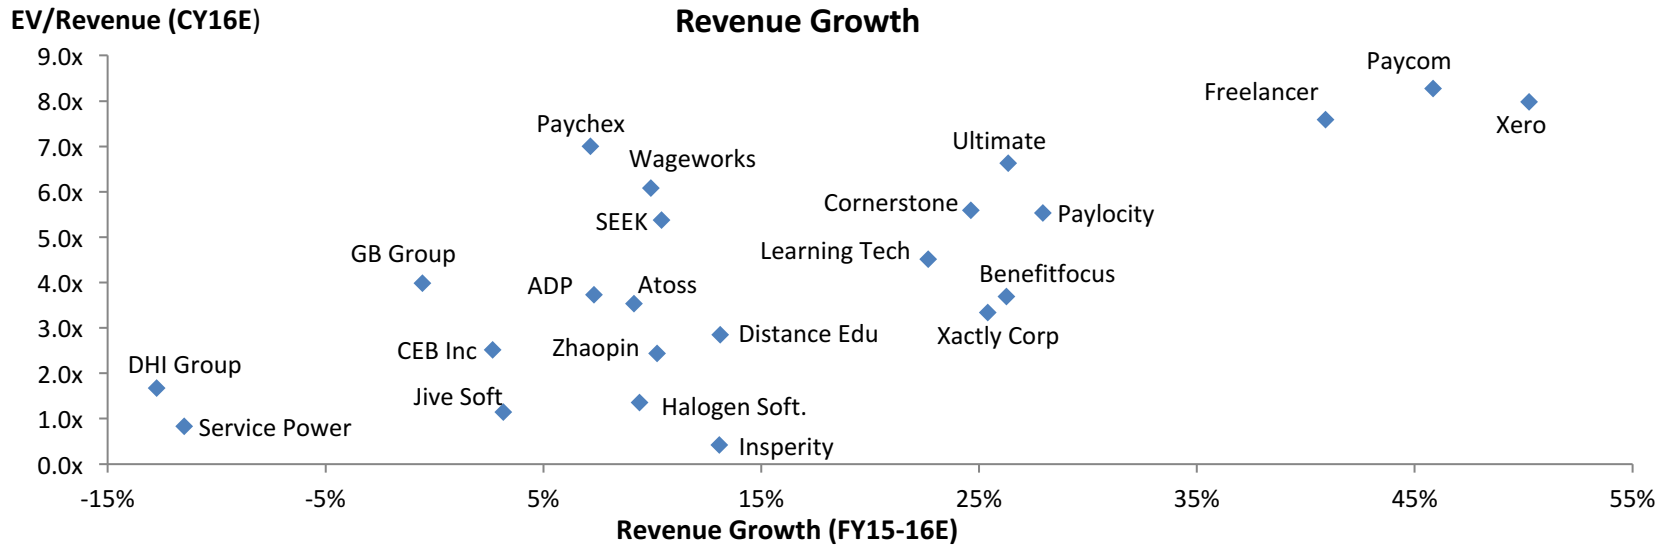 EV/Revenue (CY16E)
Revenue Growth
9.0x
8.0x
7.0x
6.0x
5.0x
4.0x
3.0x
2.0x
1.0x
0.0x
Paycom
Freelancer
Xero
Paychex
Ultimate
Wageworks
Cornerstone
Paylocity
SEEK
Learning Tech
GB Group
Benefitfocus
ADP
Atoss
Distance Edu
Xactly Corp
CEB Inc
Zhaopin
DHI Group
Jive Soft
Halogen Soft.
Service Power
Insperity
-15%
-5%
5%
15%
25%
35%
45%
55%
Revenue Growth (FY15-16E)